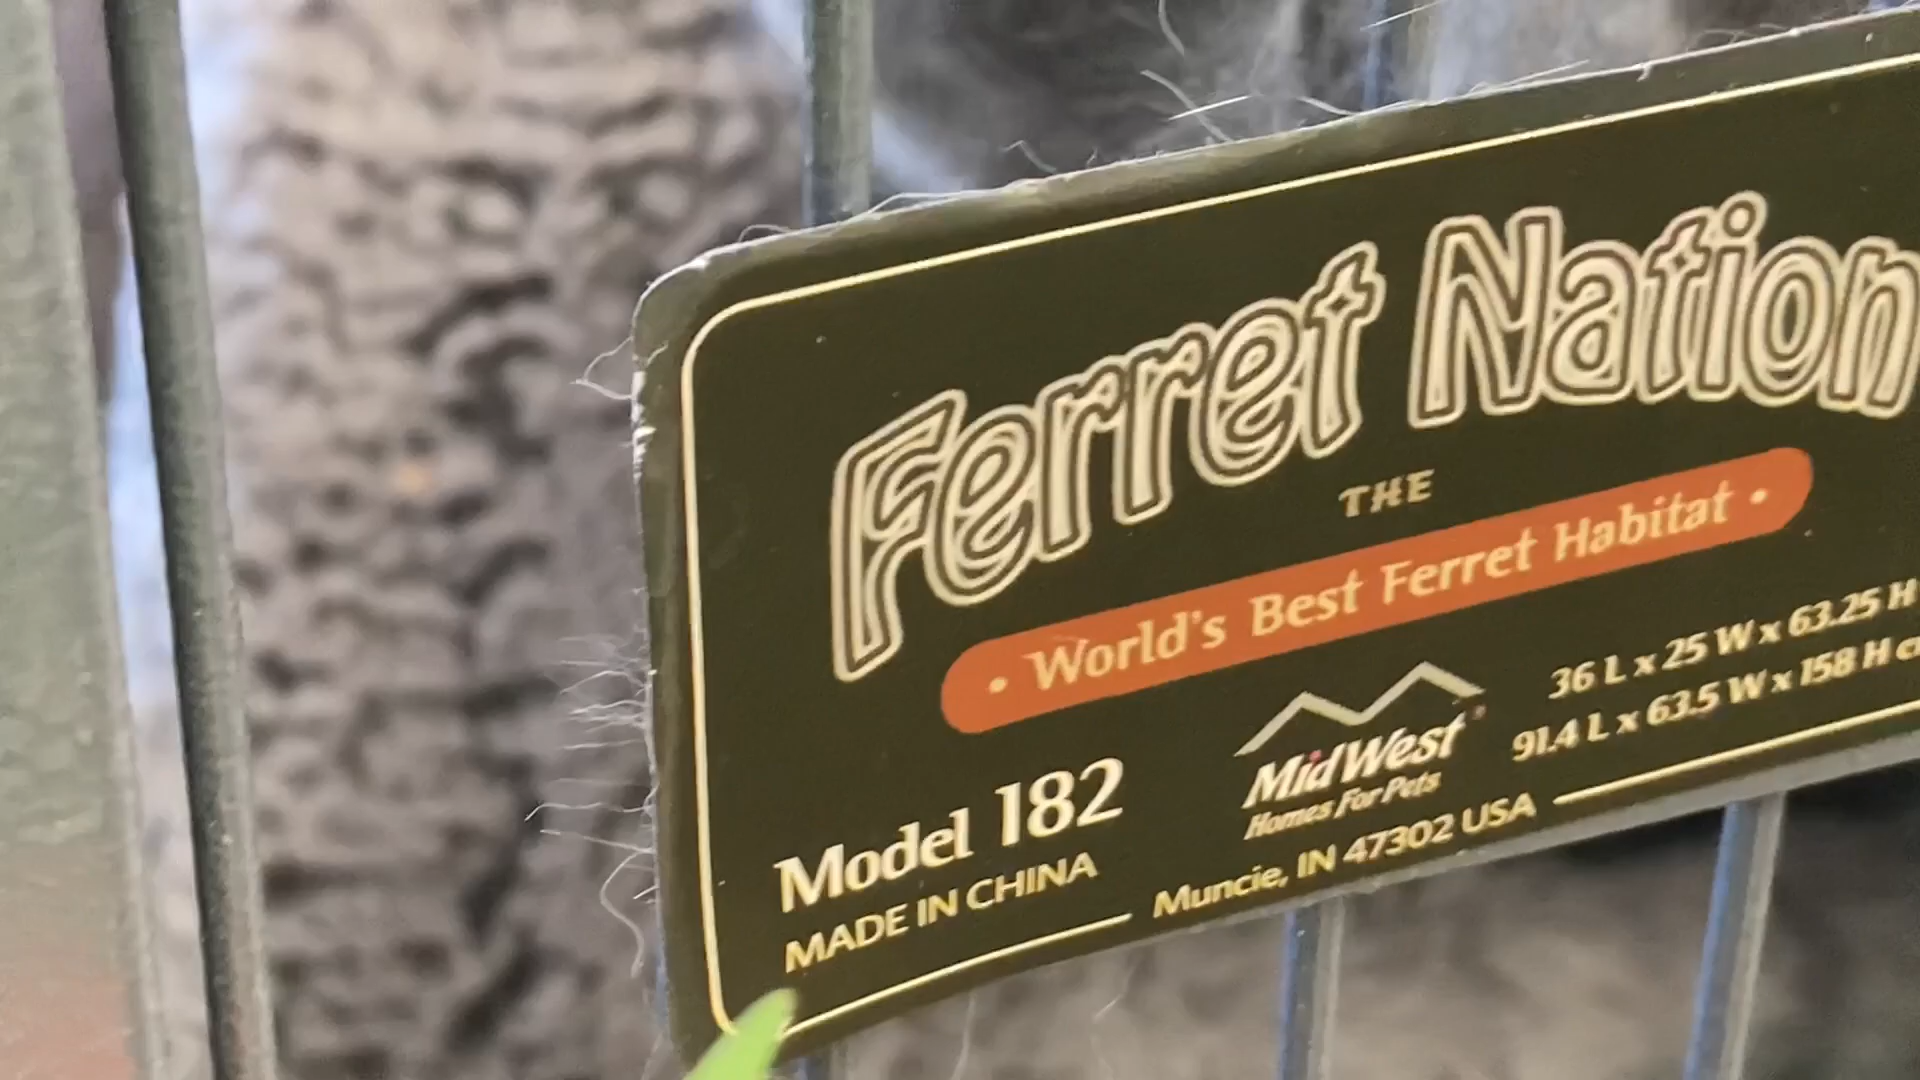 Ferret Nation
THE
• World's Best Ferret Habitat •
36 L x 25 W x 63.25 H
91.4 L x 63.5 W x 158 H
MidWest
Homes For Pets
Model 182
MADE IN CHINA
Muncie, IN 47302 USA